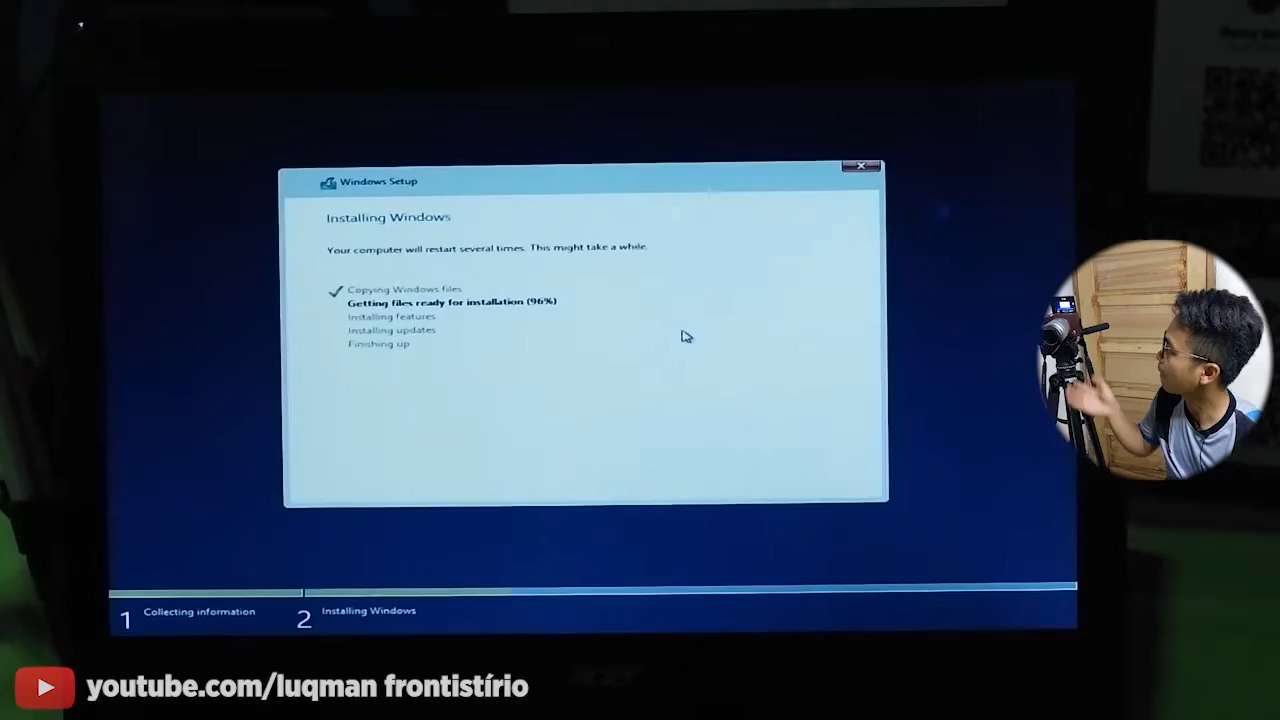 Windows Setup
Installing Windows
Your computer will restart several times. This might take a while.
Copying Windows files
Getting files ready for installation (96%)
Installing features
Installing updates
Finishing up
1 Collecting information
2 Installing Windows
acer
youtube.com/luqman frontistírio